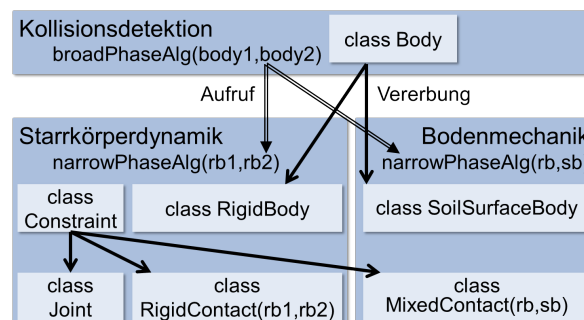 Kollisionsdetektion
broadPhaseAlg(body1,body2)
class Body
Aufruf
Vererbung
Starrkörperdynamik
narrowPhaseAlg(rb1,rb2)
Bodenmechanik
narrowPhaseAlg(rb,sb
class
Constraint
class RigidBody
class SoilSurfaceBody
class
Joint
class
RigidContact(rb1,rb2)
class
MixedContact(rb,sb)